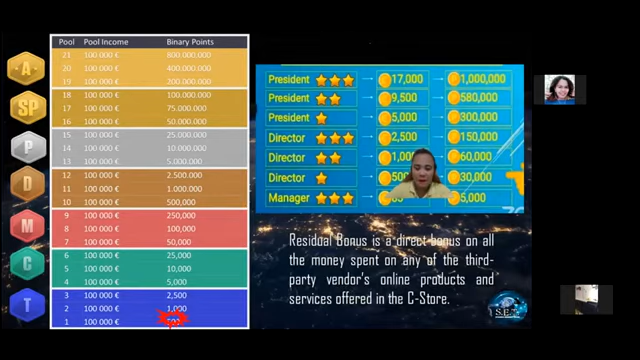 Pool Pool Income Binary Points
21 100 000 € 800.000.000
20 100 000 € 400.000.000
19 100 000 € 200.000.000
18 100 000 € 100.000.000
17 100 000 € 75.000.000
16 100 000 € 50.000.000
15 100 000 € 25.000.000
14 100 000 € 10.000.000
13 100 000 € 5.000.000
12 100 000 € 2.500.000
11 100 000 € 1.000.000
10 100 000 € 500,000
9 100 000 € 250,000
8 100 000 € 100,000
7 100 000 € 50,000
6 100 000 € 25,000
5 100 000 € 10,000
4 100 000 € 5,000
3 100 000 € 2,500
2 100 000 € 1,000
1 100 000 €
A
SP
P
D
M
C
T
President 17,000 1,000,000
President 9,500 580,000
President 5,000 300,000
Director 2,500 150,000
Director 60,000
Director 30,000
Manager 5,000
Residual Bonus is a direct bonus on all
the money spent on any of the third-
party vendor's online products and
services offered in the C-Store.